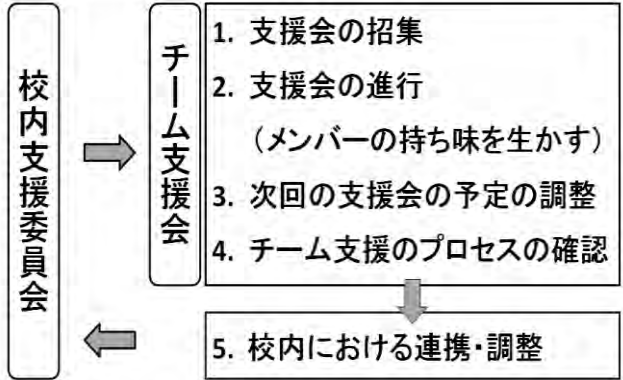 校内支援委員会
チーム支援会
1. 支援会の招集
2. 支援会の進行
（メンバーの持ち味を生かす）
3. 次回の支援会の予定の調整
4. チーム支援のプロセスの確認
5. 校内における連携・調整